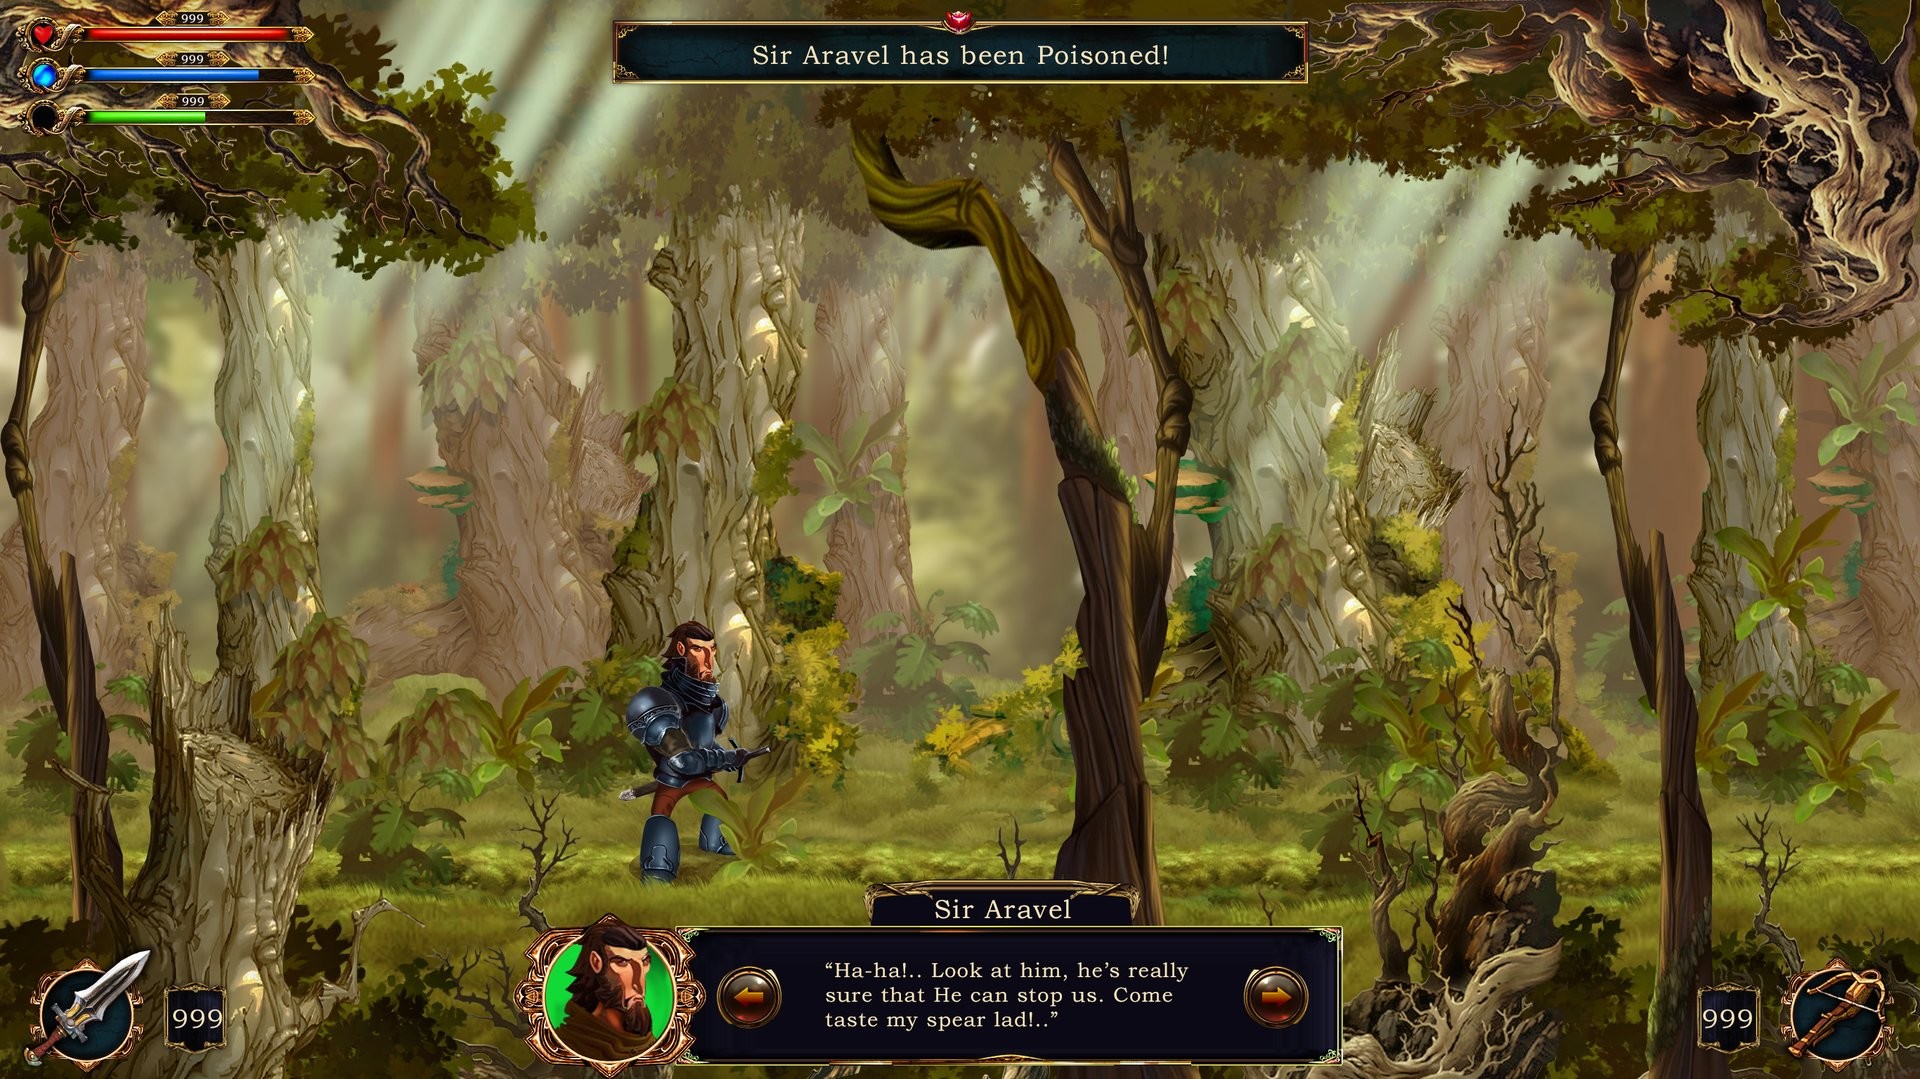 999
999
999
Sir Aravel has been Poisoned!
Sir Aravel
“Ha-ha!.. Look at him, he’s really
sure that He can stop us. Come
taste my spear lad!..”
999
999